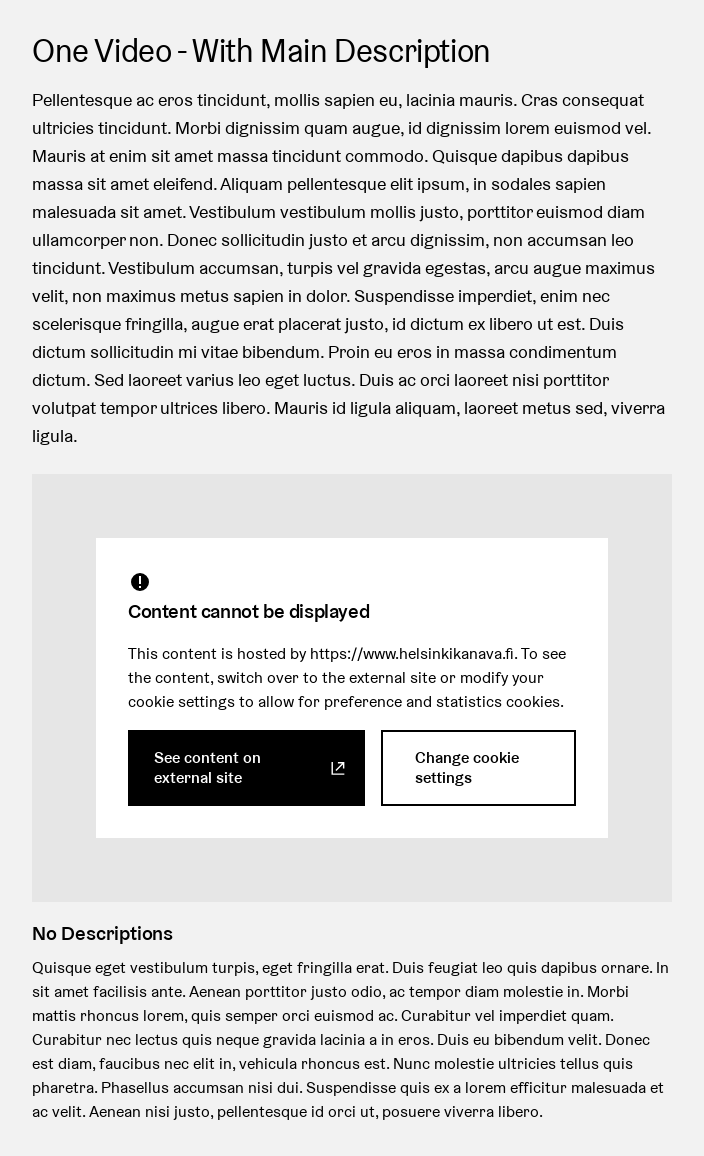 One Video - With Main Description
Pellentesque ac eros tincidunt, mollis sapien eu, lacinia mauris. Cras consequat
ultricies tincidunt. Morbi dignissim quam augue, id dignissim lorem euismod vel.
Mauris at enim sit amet massa tincidunt commodo. Quisque dapibus dapibus
massa sit amet eleifend. Aliquam pellentesque elit ipsum, in sodales sapien
malesuada sit amet. Vestibulum vestibulum mollis justo, porttitor euismod diam
ullamcorper non. Donec sollicitudin justo et arcu dignissim, non accumsan leo
tincidunt. Vestibulum accumsan, turpis vel gravida egestas, arcu augue maximus
velit, non maximus metus sapien in dolor. Suspendisse imperdiet, enim nec
scelerisque fringilla, augue erat placerat justo, id dictum ex libero ut est. Duis
dictum sollicitudin mi vitae bibendum. Proin eu eros in massa condimentum
dictum. Sed laoreet varius leo eget luctus. Duis ac orci laoreet nisi porttitor
volutpat tempor ultrices libero. Mauris id ligula aliquam, laoreet metus sed, viverra
ligula.
Content cannot be displayed
This content is hosted by https://www.helsinkikanava.fi. To see
the content, switch over to the external site or modify your
cookie settings to allow for preference and statistics cookies.
See content on
external site
Change cookie
settings
No Descriptions
Quisque eget vestibulum turpis, eget fringilla erat. Duis feugiat leo quis dapibus ornare. In
sit amet facilisis ante. Aenean porttitor justo odio, ac tempor diam molestie in. Morbi
mattis rhoncus lorem, quis semper orci euismod ac. Curabitur vel imperdiet quam.
Curabitur nec lectus quis neque gravida lacinia a in eros. Duis eu bibendum velit. Donec
est diam, faucibus nec elit in, vehicula rhoncus est. Nunc molestie ultricies tellus quis
pharetra. Phasellus accumsan nisi dui. Suspendisse quis ex a lorem efficitur malesuada et
ac velit. Aenean nisi justo, pellentesque id orci ut, posuere viverra libero.